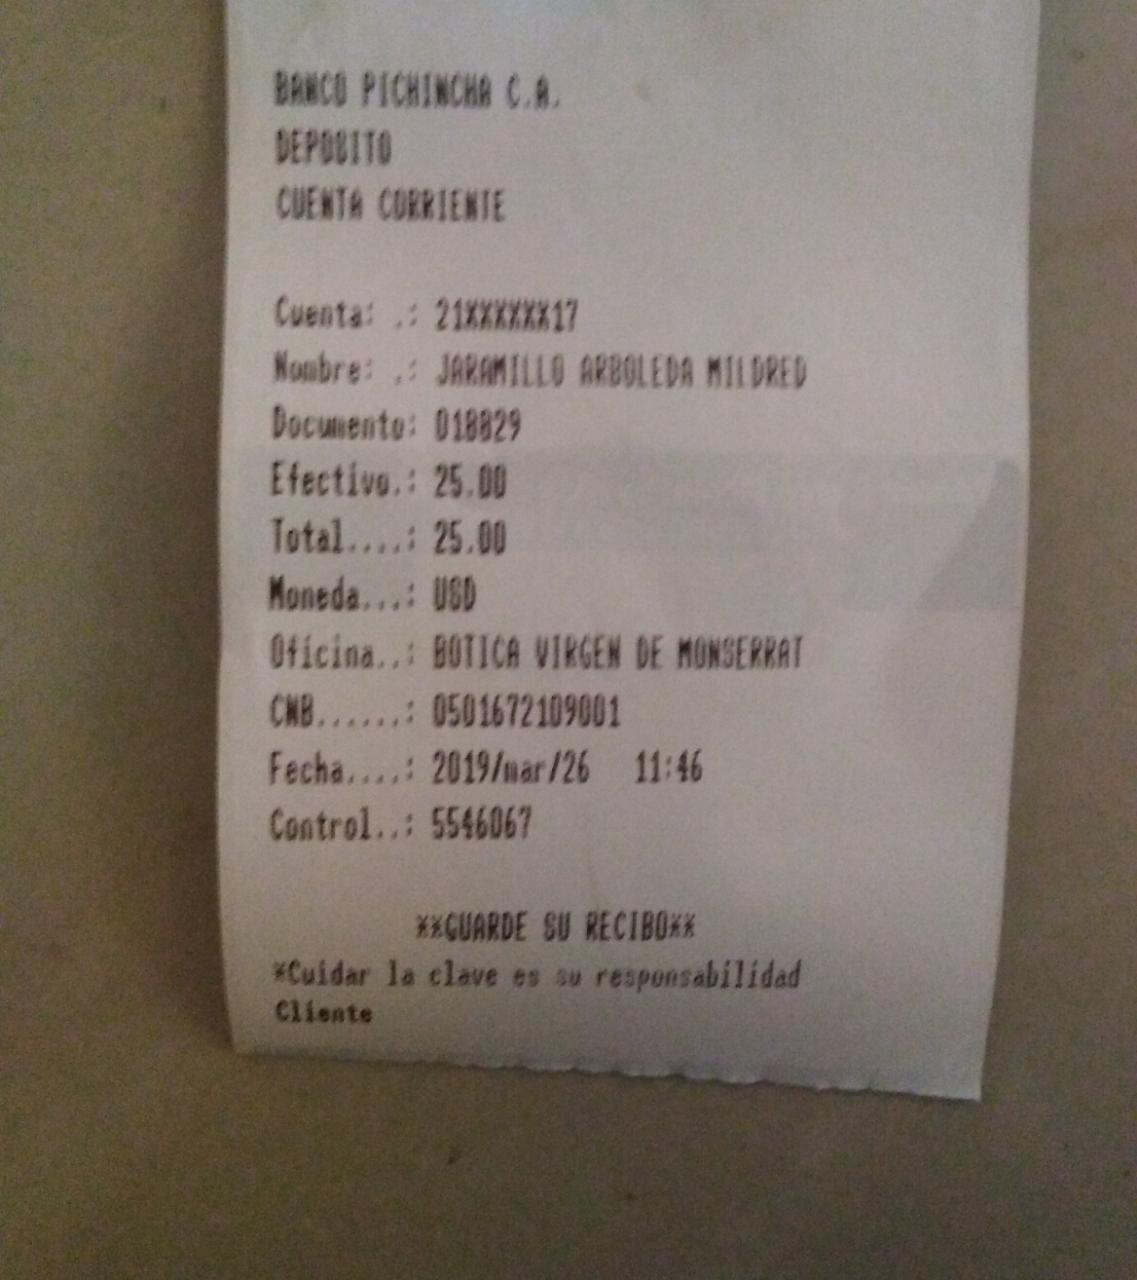 BANCO PICHINCHA C.A.
DEPOSITO
CUENTA CORRIENTE
Cuenta: .: 21XXXXXX17
Nombre: .: JARAMILLO ARBOLEDA MILDRED
Documento: 018829
Efectivo.: 25.00
Total....: 25.00
Moneda...: USD
Oficina..: BOTICA VIRGEN DE MONSERRAT
CNB......: 0501672109001
Fecha....: 2019/mar/26 11:46
Control..: 5546067
**GUARDE SU RECIBO**
*Cuidar la clave es su responsabilidad
Cliente